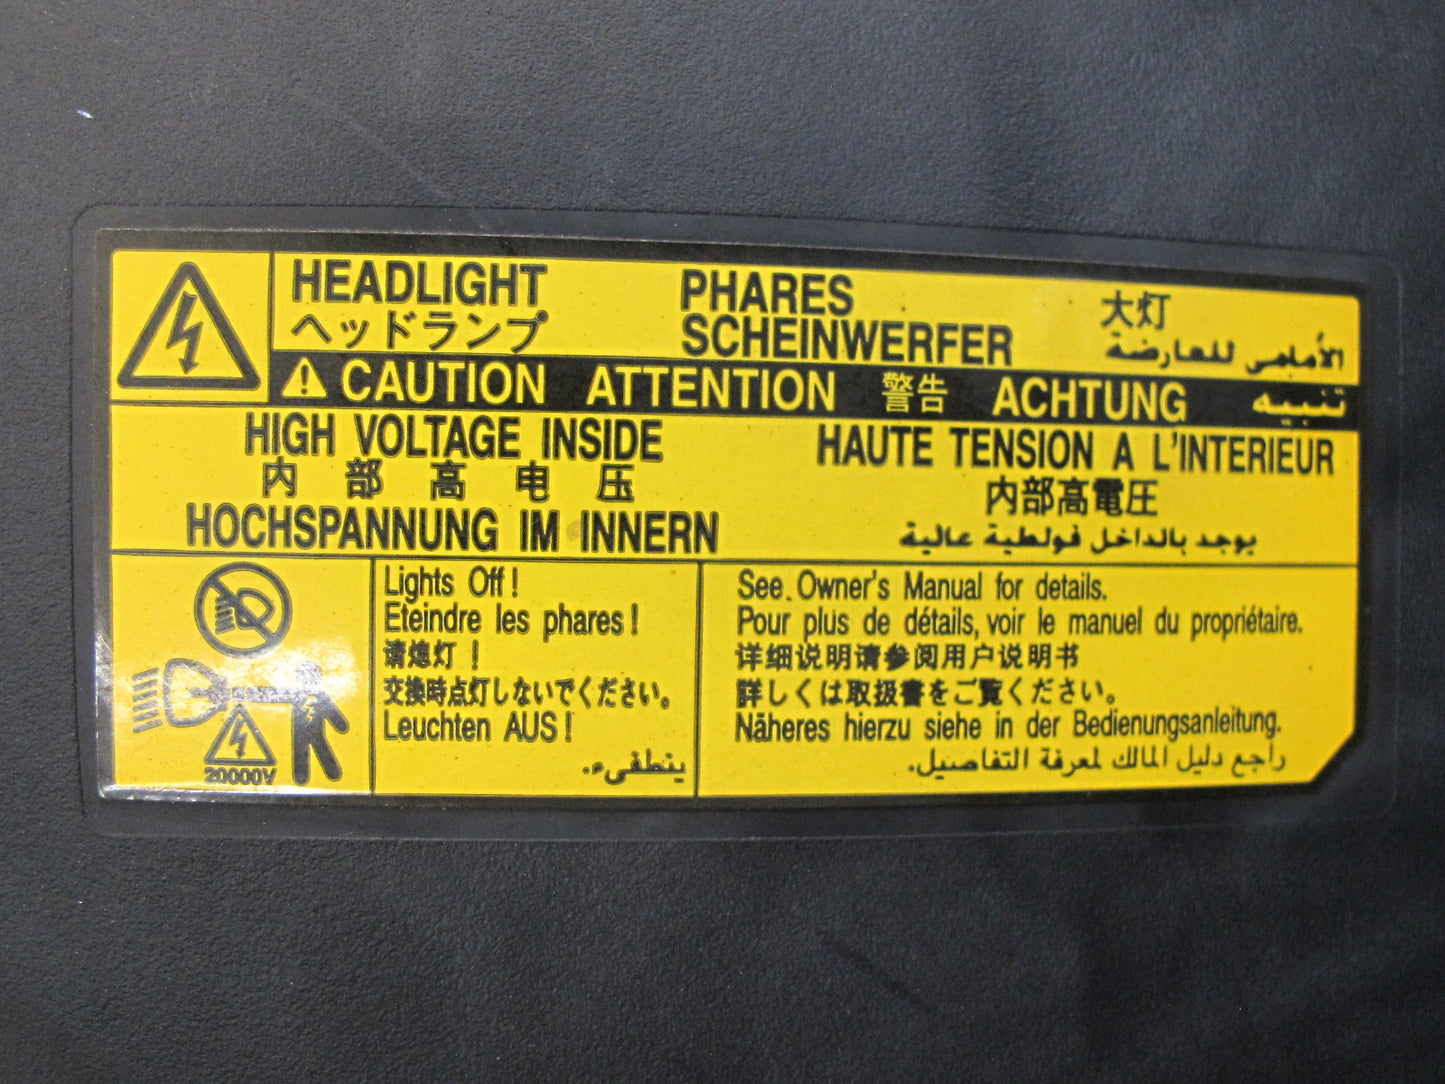 HEADLIGHT
ヘッドランプ
PHARES
SCHEINWERFER
大灯
الأمامي للعارضة
CAUTION ATTENTION 警告 ACHTUNG تنبيه
HIGH VOLTAGE INSIDE
内部高电压
HOCHSPANNUNG IM INNERN
HAUTE TENSION A L'INTERIEUR
内部高電圧
يوجد بالداخل فولطية عالية
20000V
Lights Off!
Eteindre les phares!
请熄灯!
交換時点灯しないでください。
Leuchten AUS!
ينطفىء.
See Owner's Manual for details.
Pour plus de détails, voir le manuel du propriétaire.
详细说明请参阅用户说明书
詳しくは取扱書をご覧ください。
Näheres hierzu siehe in der Bedienungsanleitung.
راجع دليل المالك لمعرفة التفاصيل.